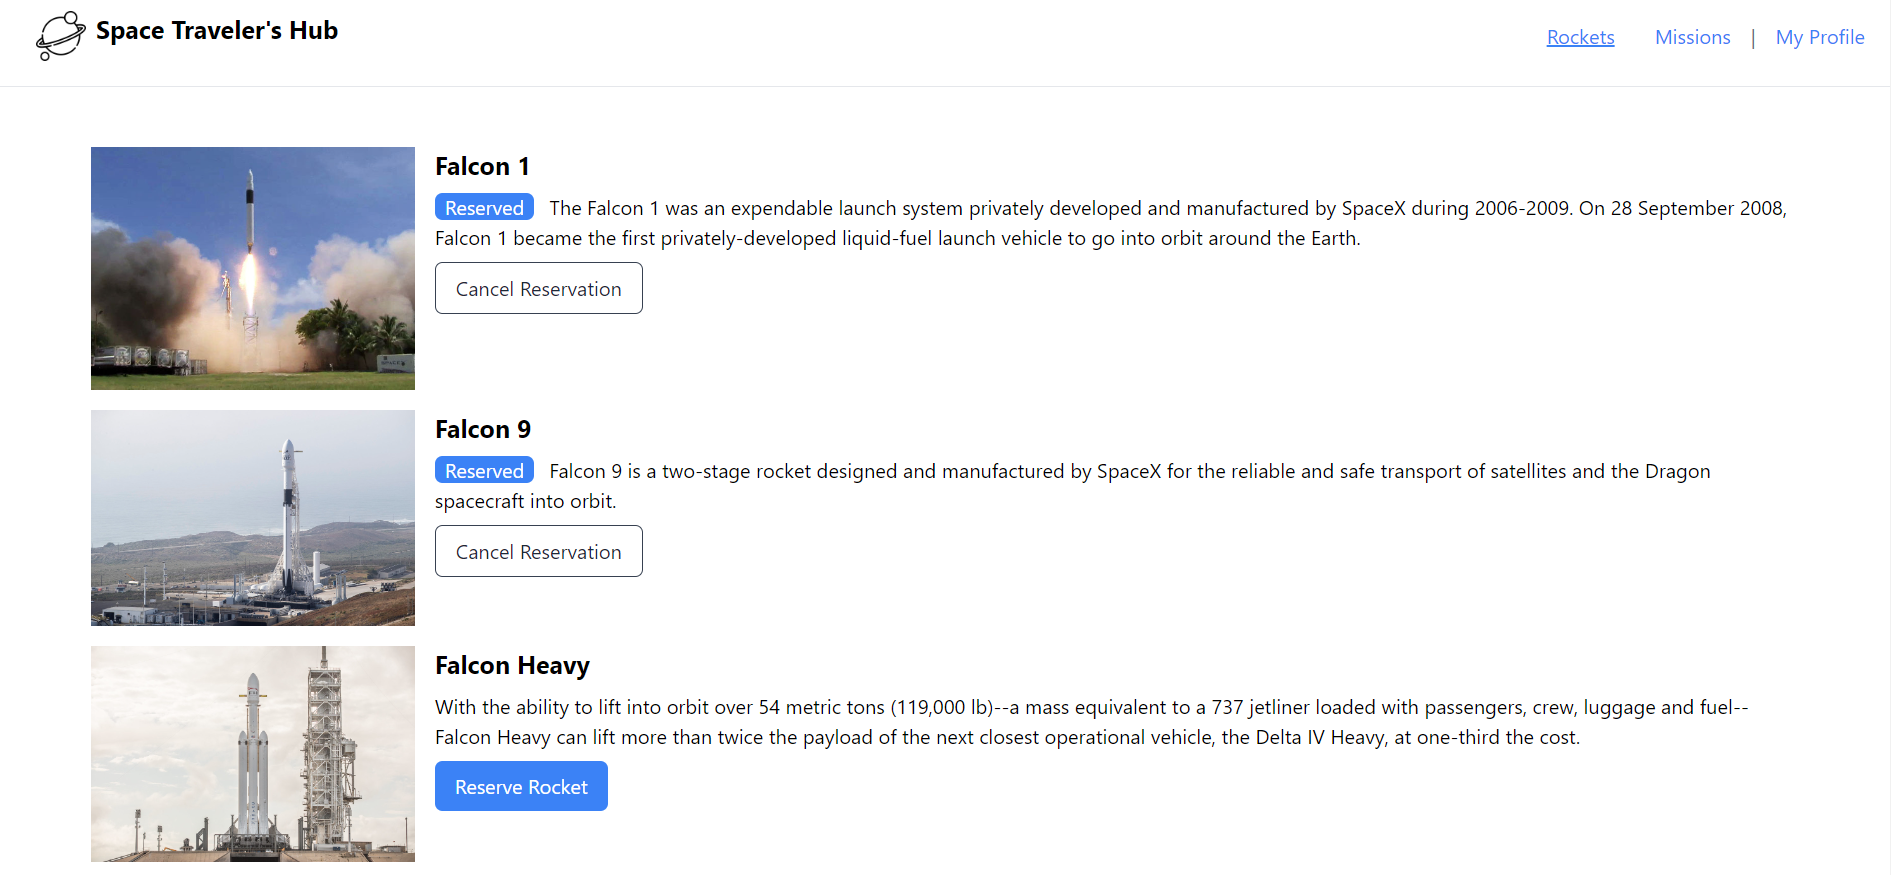 Space Traveler's Hub
Rockets Missions | My Profile
Falcon 1
Reserved The Falcon 1 was an expendable launch system privately developed and manufactured by SpaceX during 2006-2009. On 28 September 2008,
Falcon 1 became the first privately-developed liquid-fuel launch vehicle to go into orbit around the Earth.
Cancel Reservation
Falcon 9
Reserved Falcon 9 is a two-stage rocket designed and manufactured by SpaceX for the reliable and safe transport of satellites and the Dragon
spacecraft into orbit.
Cancel Reservation
Falcon Heavy
With the ability to lift into orbit over 54 metric tons (119,000 lb)--a mass equivalent to a 737 jetliner loaded with passengers, crew, luggage and fuel--
Falcon Heavy can lift more than twice the payload of the next closest operational vehicle, the Delta IV Heavy, at one-third the cost.
Reserve Rocket